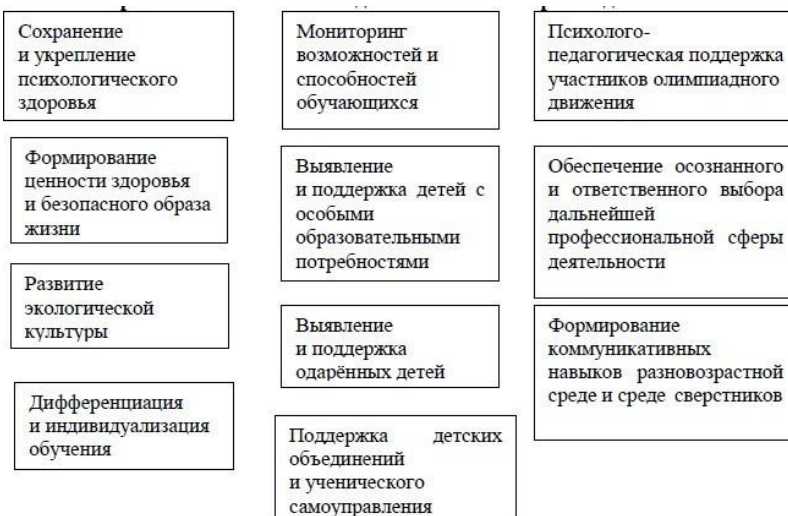 Сохранение
и укрепление
психологического
здоровья
Формирование
ценности здоровья
и безопасного образа
жизни
Развитие
экологической
культуры
Дифференциация
и индивидуализация
обучения
Мониторинг
возможностей и
способностей
обучающихся
Выявление
и поддержка детей с
особыми
образовательными
потребностями
Выявление
и поддержка
одарённых детей
Поддержка детских
объединений
и ученического
самоуправления
Психолого-
педагогическая поддержка
участников олимпиадного
движения
Обеспечение осознанного
и ответственного выбора
дальнейшей
профессиональной сферы
деятельности
Формирование
коммуникативных
навыков разновозрастной
среде и среде сверстников